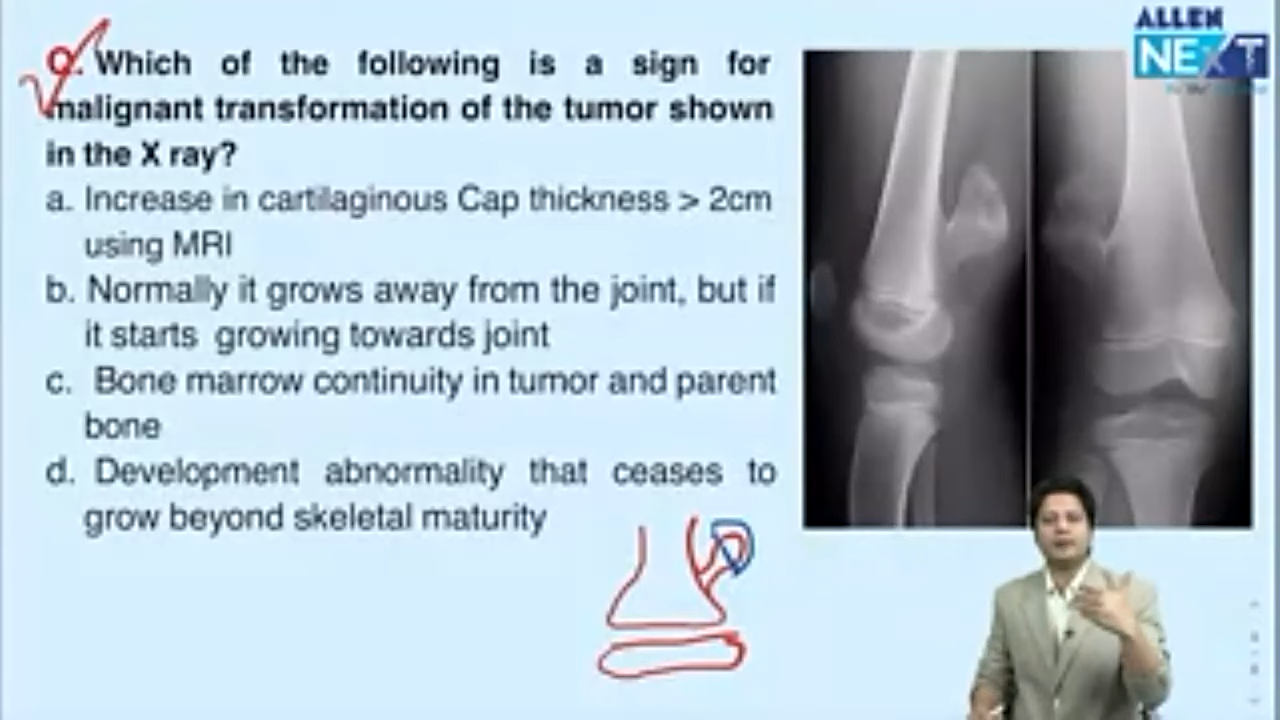 ALLEN
NEXT
Q. Which of the following is a sign for
malignant transformation of the tumor shown
in the X ray?
a. Increase in cartilaginous Cap thickness > 2cm
using MRI
b. Normally it grows away from the joint, but if
it starts growing towards joint
c. Bone marrow continuity in tumor and parent
bone
d. Development abnormality that ceases to
grow beyond skeletal maturity